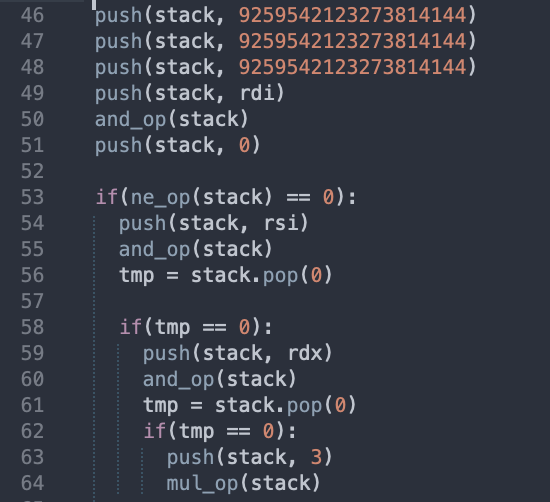 46 push(stack, 9259542123273814144)
47 push(stack, 9259542123273814144)
48 push(stack, 9259542123273814144)
49 push(stack, rdi)
50 and_op(stack)
51 push(stack, 0)
52
53 if(ne_op(stack) == 0):
54 push(stack, rsi)
55 and_op(stack)
56 tmp = stack.pop(0)
57
58 if(tmp == 0):
59 push(stack, rdx)
60 and_op(stack)
61 tmp = stack.pop(0)
62 if(tmp == 0):
63 push(stack, 3)
64 mul_op(stack)